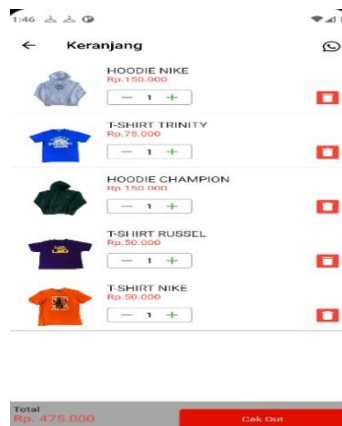 1:46
Keranjang
HOODIE NIKE
Rp.150.000
1
T-SHIRT TRINITY
Rp.75.000
1
HOODIE CHAMPION
Rp.150.000
1
T-SHIRT RUSSEL
Rp.50.000
1
T-SHIRT NIKE
Rp.50.000
1
Total
Rp. 475.000
Cek Out